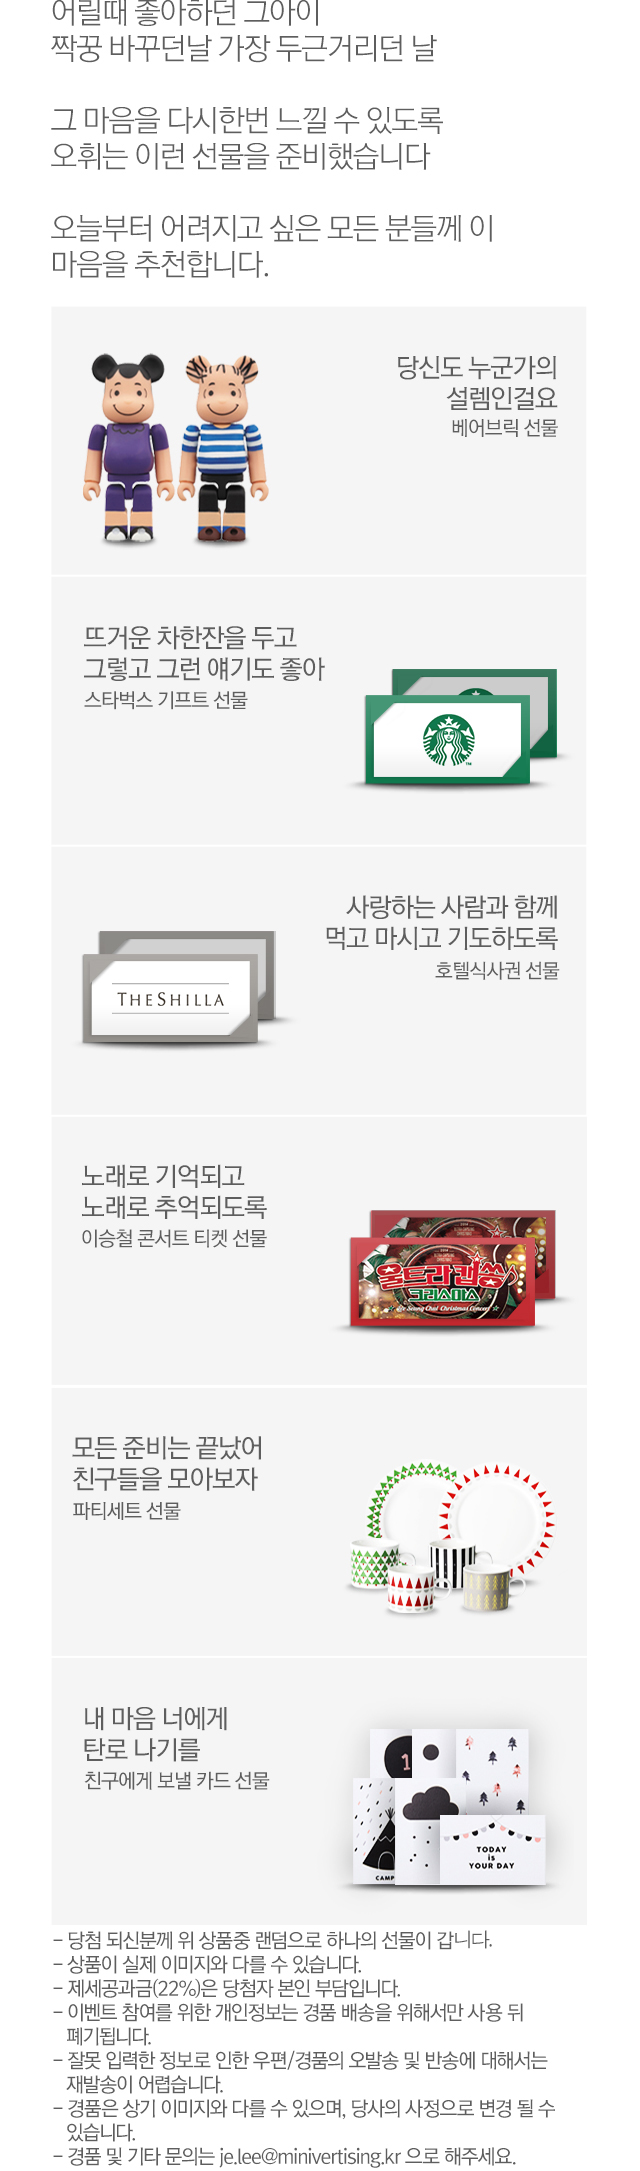 어릴때 좋아하던 그아이
짝꿍 바꾸던날 가장 두근거리던 날
그 마음을 다시한번 느낄 수 있도록
오휘는 이런 선물을 준비했습니다
오늘부터 어려지고 싶은 모든 분들께 이
마음을 추천합니다.
당신도 누군가의
설렘인걸요
베어브릭 선물
뜨거운 차한잔을 두고
그렇고 그런 얘기도 좋아
스타벅스 기프트 선물
TM
사랑하는 사람과 함께
먹고 마시고 기도하도록
호텔식사권 선물
THE SHILLA
노래로 기억되고
노래로 추억되도록
이승철 콘서트 티켓 선물
울트라캡쏭
크리스마스
Lee Seung Chul Christmas Concert
모든 준비는 끝났어
친구들을 모아보자
파티세트 선물
내 마음 너에게
탄로 나기를
친구에게 보낼 카드 선물
1
CAMP
TODAY
is
YOUR DAY
- 당첨 되신분께 위 상품중 랜덤으로 하나의 선물이 갑니다.
- 상품이 실제 이미지와 다를 수 있습니다.
- 제세공과금(22%)은 당첨자 본인 부담입니다.
- 이벤트 참여를 위한 개인정보는 경품 배송을 위해서만 사용 뒤
폐기됩니다.
- 잘못 입력한 정보로 인한 우편/경품의 오발송 및 반송에 대해서는
재발송이 어렵습니다.
- 경품은 상기 이미지와 다를 수 있으며, 당사의 사정으로 변경 될 수
있습니다.
- 경품 및 기타 문의는 je.lee@minivertising.kr 으로 해주세요.